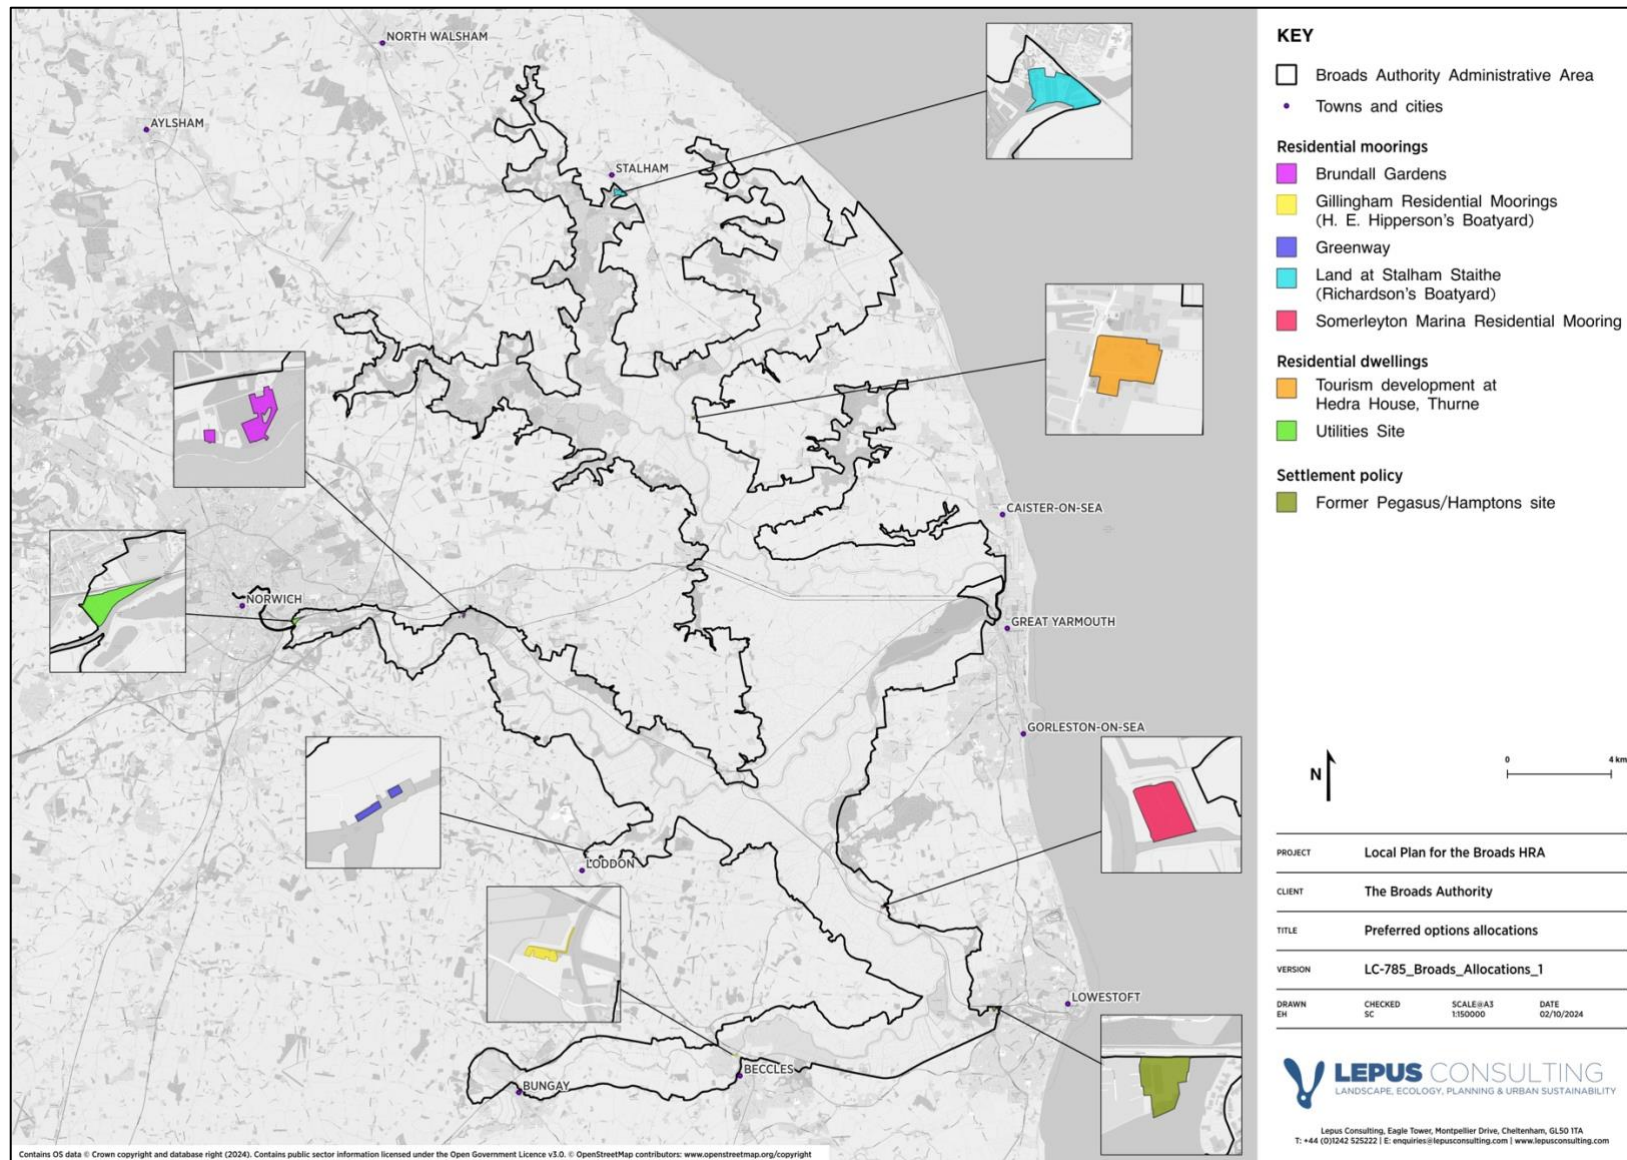 NORTH WALSHAM
AYLSHAM
STALHAM
CAISTER-ON-SEA
NORWICH
GREAT YARMOUTH
GORLESTON-ON-SEA
LODDON
LOWESTOFT
BECCLES
BUNGAY
KEY
Broads Authority Administrative Area
Towns and cities
Residential moorings
Brundall Gardens
Gillingham Residential Moorings
(H. E. Hipperson's Boatyard)
Greenway
Land at Stalham Staithe
(Richardson's Boatyard)
Somerleyton Marina Residential Mooring
Residential dwellings
Tourism development at
Hedra House, Thurne
Utilities Site
Settlement policy
Former Pegasus/Hamptons site
N
0 4 km
PROJECT Local Plan for the Broads HRA
CLIENT The Broads Authority
TITLE Preferred options allocations
VERSION LC-785_Broads_Allocations_1
DRAWN CHECKED SCALE@A3 DATE
EH SC 1:150000 02/10/2024
LEPUS CONSULTING
LANDSCAPE, ECOLOGY, PLANNING & URBAN SUSTAINABILITY
Lepus Consulting, Eagle Tower, Montpellier Drive, Cheltenham, GL50 1TA
T: +44 (0)1242 525222 | E: enquiries@lepusconsulting.com | www.lepusconsulting.com
Contains OS data © Crown copyright and database right (2024). Contains public sector information licensed under the Open Government Licence v3.0. © OpenStreetMap contributors: www.openstreetmap.org/copyright